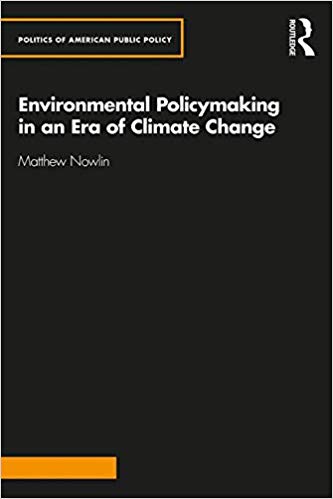 POLITICS OF AMERICAN PUBLIC POLICY
ROUTLEDGE
Environmental Policymaking
in an Era of Climate Change
Matthew Nowlin